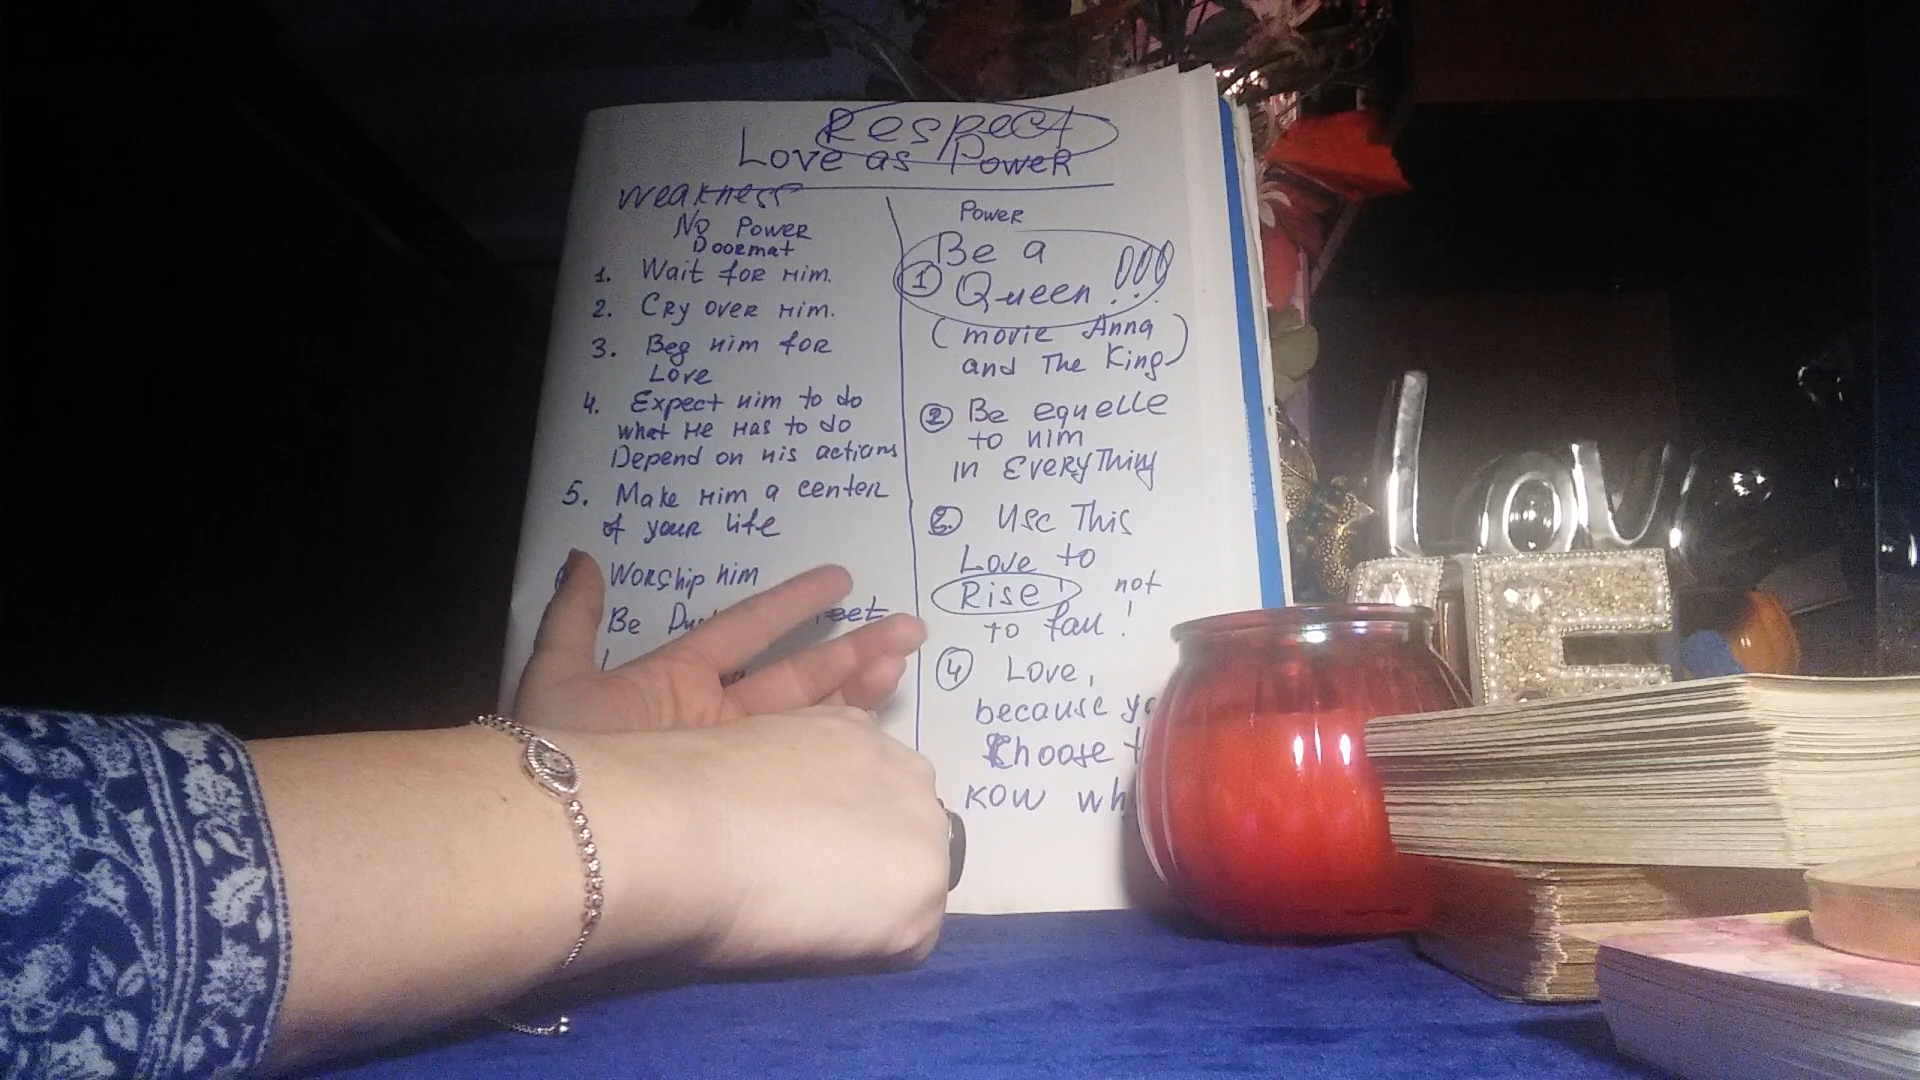 Respect
Love as Power
Weakness
No Power
Doormat
1. Wait for Him.
2. Cry over Him.
3. Beg him for
Love
4. Expect him to do
what He Has to do
Depend on his actions
5. Make Him a center
of your life
Worship him
Be
Power
Be a
1 Queen!!!
(movie Anna
and The King)
2 Be equelle
to him
in EveryThing
3. Use This
Love to
Rise! not
to fall!
4 Love,
because
Choose
kow
LOVE